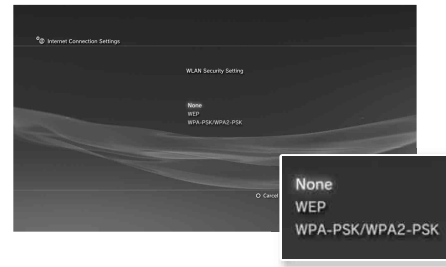 Internet Connection Settings
WLAN Security Setting
None
WEP
WPA-PSK/WPA2-PSK
Cancel
None
WEP
WPA-PSK/WPA2-PSK